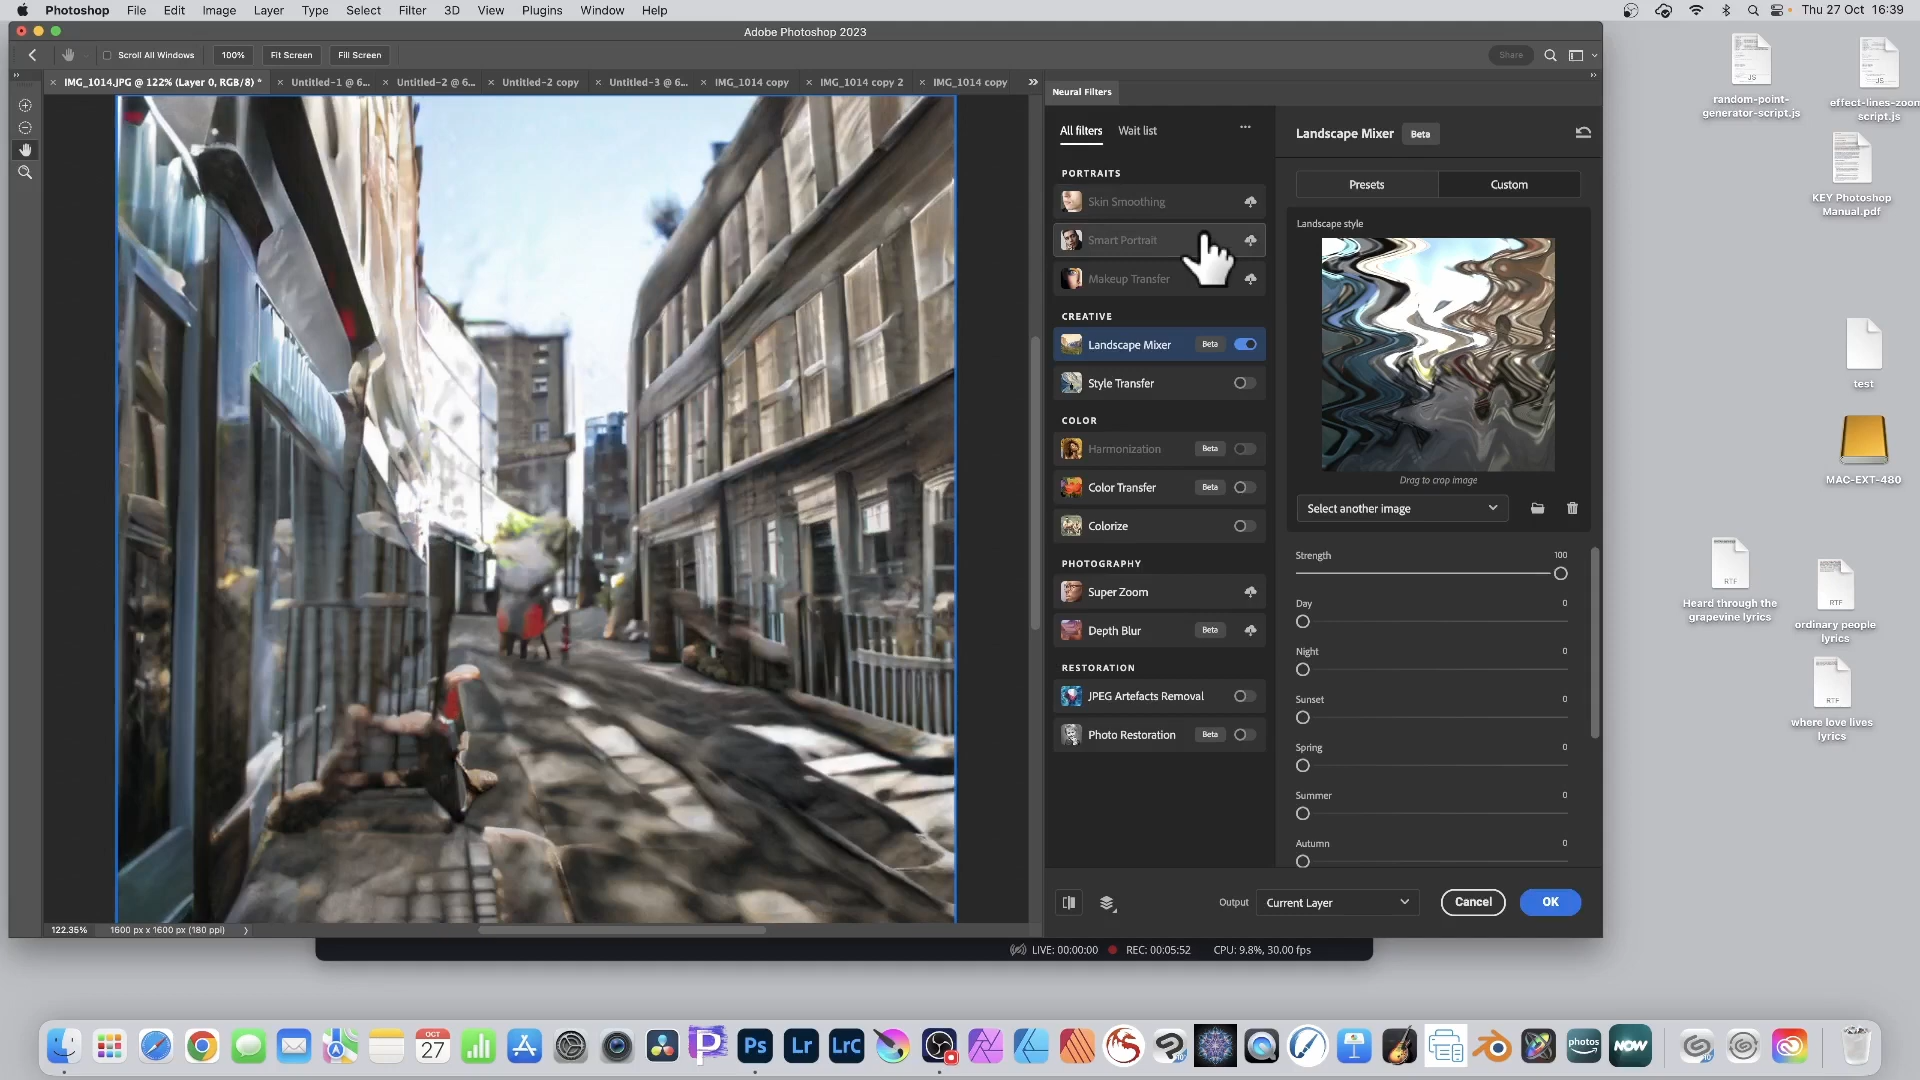 Photoshop File Edit Image Layer Type Select Filter 3D View Plugins Window Help
Thu 27 Oct 16:39
Adobe Photoshop 2023
Scroll All Windows 100% Fit Screen Fill Screen
Share
IMG_1014.JPG @ 122% (Layer 0, RGB/8) *
Untitled-1 @ 6...
Untitled-2 @ 6...
Untitled-2 copy
Untitled-3 @ 6...
IMG_1014 copy
IMG_1014 copy 2
IMG_1014 copy
Neural Filters
All filters Wait list
PORTRAITS
Skin Smoothing
Smart Portrait
Makeup Transfer
CREATIVE
Landscape Mixer Beta
Style Transfer
COLOR
Harmonization Beta
Color Transfer Beta
Colorize
PHOTOGRAPHY
Super Zoom
Depth Blur Beta
RESTORATION
JPEG Artefacts Removal
Photo Restoration Beta
Landscape Mixer Beta
Presets Custom
Landscape style
Drag to crop image
Select another image
Strength 100
Day 0
Night 0
Sunset 0
Spring 0
Summer 0
Autumn 0
Output Current Layer
Cancel OK
122.35% 1600 px x 1600 px (180 ppi)
LIVE: 00:00:00 REC: 00:05:52 CPU: 9.8%, 30.00 fps
JS
random-point-
generator-script.js
JS
effect-lines-zoom
script.js
KEY Photoshop
Manual.pdf
test
MAC-EXT-480
RTF
Heard through the
grapevine lyrics
RTF
ordinary people
lyrics
RTF
where love lives
lyrics
OCT
27
Ps
Lr
LrC
photos
NOW